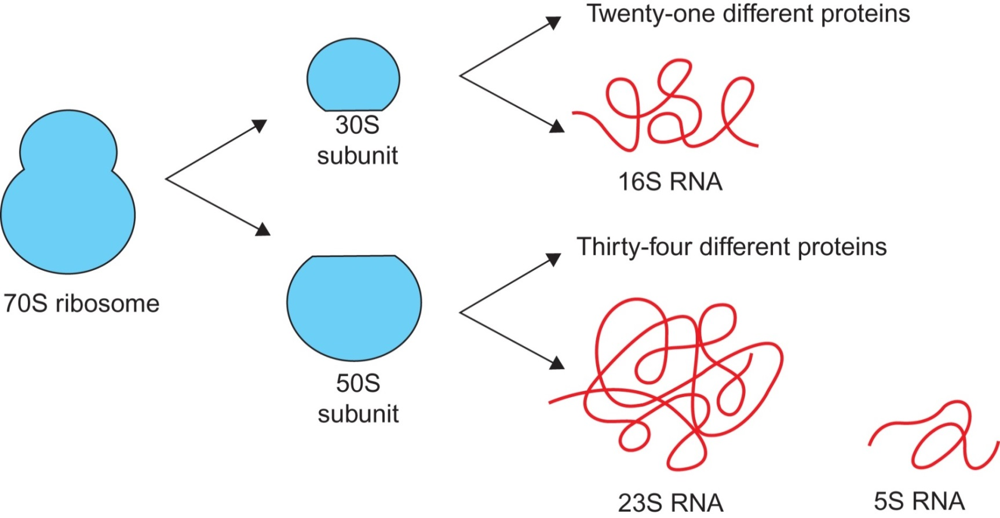 Twenty-one different proteins
30S
subunit
16S RNA
70S ribosome
Thirty-four different proteins
50S
subunit
23S RNA
5S RNA